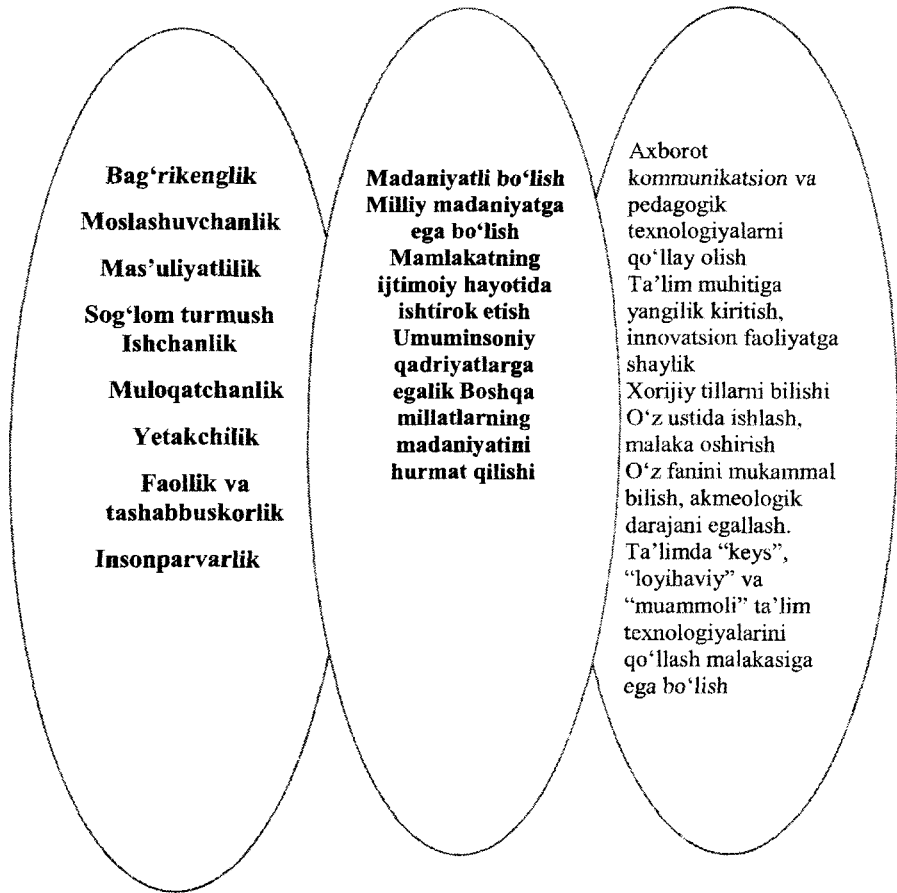 Bag‘rikenglik
Moslashuvchanlik
Mas’uliyatlilik
Sog‘lom turmush
Ishchanlik
Muloqatchanlik
Yetakchilik
Faollik va
tashabbuskorlik
Insonparvarlik
Madaniyatli bo‘lish
Milliy madaniyatga
ega bo‘lish
Mamlakatning
ijtimoiy hayotida
ishtirok etish
Umuminsoniy
qadriyatlarga
egalik Boshqa
millatlarning
madaniyatini
hurmat qilishi
Axborot
kommunikatsion va
pedagogik
texnologiyalarni
qo‘llay olish
Ta’lim muhitiga
yangilik kiritish,
innovatsion faoliyatga
shaylik
Xorijiy tillarni bilishi
O‘z ustida ishlash,
malaka oshirish
O‘z fanini mukammal
bilish, akmeologik
darajani egallash.
Ta’limda “keys”,
“loyihaviy” va
“muammoli” ta’lim
texnologiyalarini
qo‘llash malakasiga
ega bo‘lish